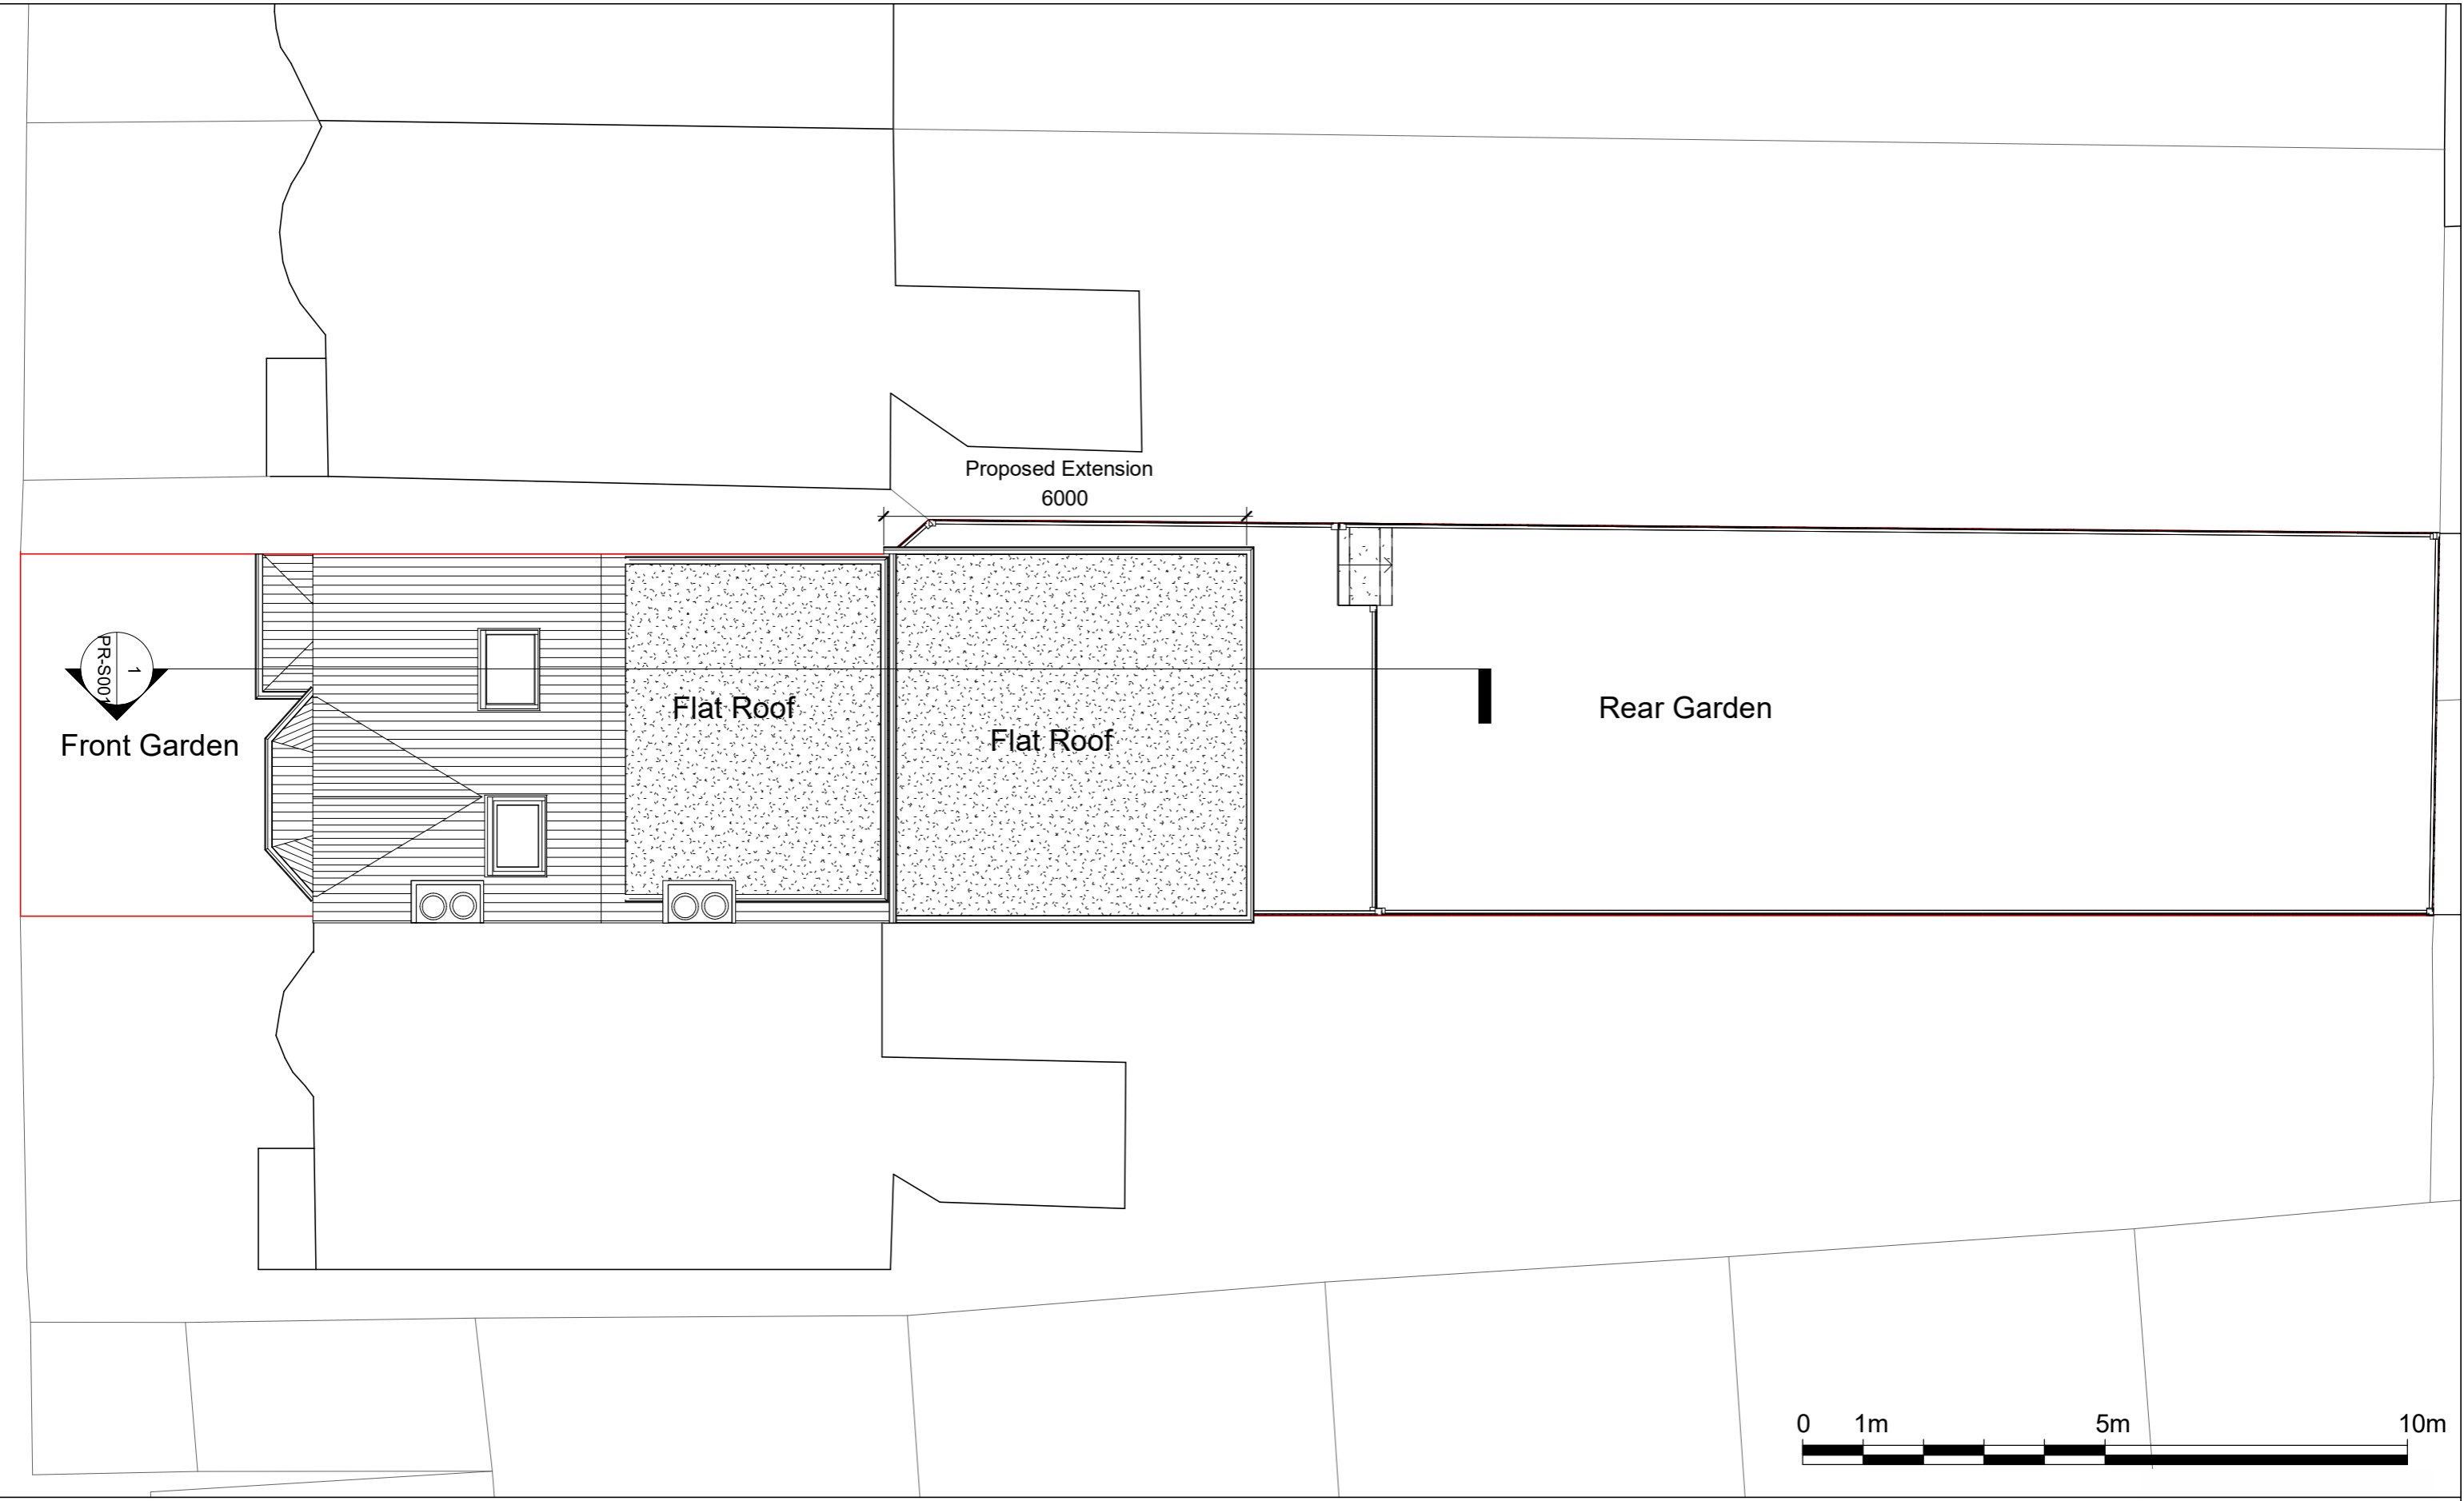 Proposed Extension
6000
1
PR-S001
Front Garden
Flat Roof
Flat Roof
Rear Garden
0 1m 5m 10m